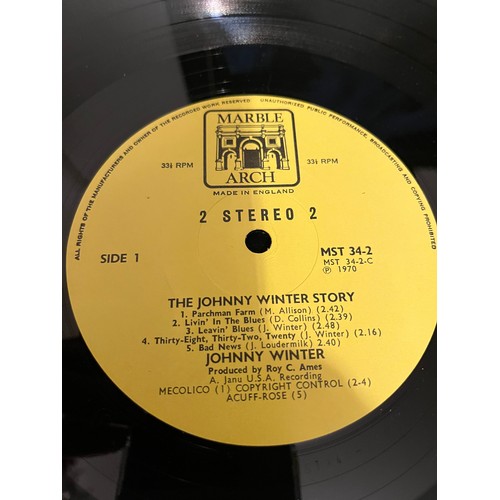 ALL RIGHTS OF THE MANUFACTURERS AND OWNER OF THE RECORDED WORK RESERVED. UNAUTHORISED PUBLIC PERFORMANCE, BROADCASTING AND COPYING PROHIBITED
MARBLE
ARCH
33⅓ RPM
33⅓ RPM
MADE IN ENGLAND
2 STEREO 2
SIDE 1
MST 34-2
MST 34-2-C
Ⓟ 1970
THE JOHNNY WINTER STORY
1. Parchman Farm (M. Allison) (2.42)
2. Livin' In The Blues (D. Collins) (2.39)
3. Leavin' Blues (J. Winter) (2.48)
4. Thirty-Eight, Thirty-Two, Twenty (J. Winter) (2.16)
5. Bad News (J. Loudermilk) 2.40)
JOHNNY WINTER
Produced by Roy C. Ames
A. Janu U.S.A. Recording
MECOLICO (1) COPYRIGHT CONTROL (2-4)
ACUFF-ROSE (5)